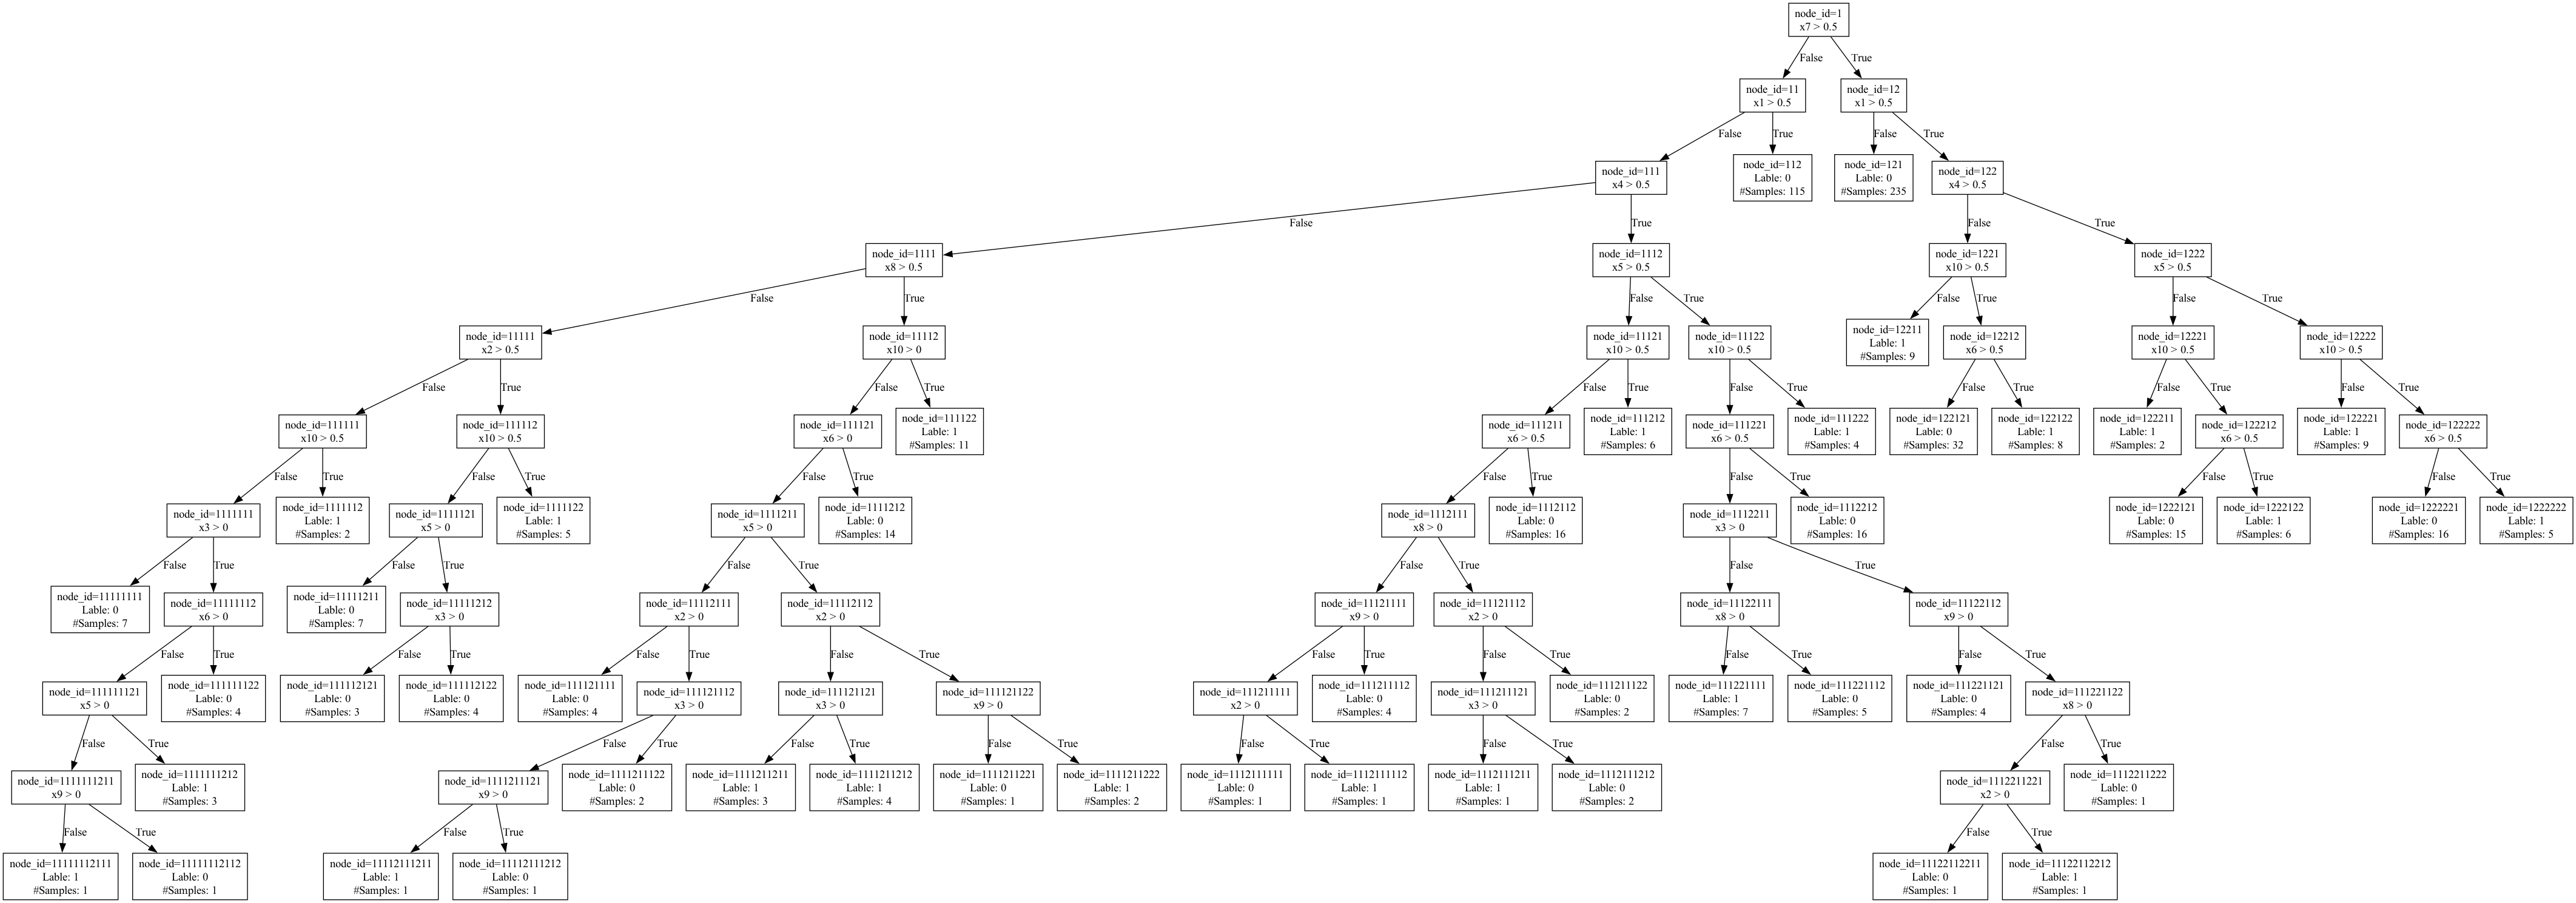 node_id=1
x7 > 0.5
False
True
node_id=11
x1 > 0.5
node_id=12
x1 > 0.5
False
True
False
True
node_id=111
x4 > 0.5
node_id=112
Lable: 0
#Samples: 115
node_id=121
Lable: 0
#Samples: 235
node_id=122
x4 > 0.5
False
True
False
True
node_id=1111
x8 > 0.5
node_id=1112
x5 > 0.5
node_id=1221
x10 > 0.5
node_id=1222
x5 > 0.5
False
True
False
True
False
True
False
True
node_id=11111
x2 > 0.5
node_id=11112
x10 > 0
node_id=11121
x10 > 0.5
node_id=11122
x10 > 0.5
node_id=12211
Lable: 1
#Samples: 9
node_id=12212
x6 > 0.5
node_id=12221
x10 > 0.5
node_id=12222
x10 > 0.5
False
True
False
True
False
True
False
True
False
True
False
True
False
True
node_id=111111
x10 > 0.5
node_id=111112
x10 > 0.5
node_id=111121
x6 > 0
node_id=111122
Lable: 1
#Samples: 11
node_id=111211
x6 > 0.5
node_id=111212
Lable: 1
#Samples: 6
node_id=111221
x6 > 0.5
node_id=111222
Lable: 1
#Samples: 4
node_id=122121
Lable: 0
#Samples: 32
node_id=122122
Lable: 1
#Samples: 8
node_id=122211
Lable: 1
#Samples: 2
node_id=122212
x6 > 0.5
node_id=122221
Lable: 1
#Samples: 9
node_id=122222
x6 > 0.5
False
True
False
True
False
True
False
True
False
True
False
True
False
True
node_id=1111111
x3 > 0
node_id=1111112
Lable: 1
#Samples: 2
node_id=1111121
x5 > 0
node_id=1111122
Lable: 1
#Samples: 5
node_id=1111211
x5 > 0
node_id=1111212
Lable: 0
#Samples: 14
node_id=1112111
x8 > 0
node_id=1112112
Lable: 0
#Samples: 16
node_id=1112211
x3 > 0
node_id=1112212
Lable: 0
#Samples: 16
node_id=1222121
Lable: 0
#Samples: 15
node_id=1222122
Lable: 1
#Samples: 6
node_id=1222221
Lable: 0
#Samples: 16
node_id=1222222
Lable: 1
#Samples: 5
False
True
False
True
False
True
False
True
False
True
node_id=11111111
Lable: 0
#Samples: 7
node_id=11111112
x6 > 0
node_id=11111211
Lable: 0
#Samples: 7
node_id=11111212
x3 > 0
node_id=11112111
x2 > 0
node_id=11112112
x2 > 0
node_id=11121111
x9 > 0
node_id=11121112
x2 > 0
node_id=11122111
x8 > 0
node_id=11122112
x9 > 0
False
True
False
True
False
True
False
True
False
True
False
True
False
True
False
True
node_id=111111121
x5 > 0
node_id=111111122
Lable: 0
#Samples: 4
node_id=111112121
Lable: 0
#Samples: 3
node_id=111112122
Lable: 0
#Samples: 4
node_id=111121111
Lable: 0
#Samples: 4
node_id=111121112
x3 > 0
node_id=111121121
x3 > 0
node_id=111121122
x9 > 0
node_id=111211111
x2 > 0
node_id=111211112
Lable: 0
#Samples: 4
node_id=111211121
x3 > 0
node_id=111211122
Lable: 0
#Samples: 2
node_id=111221111
Lable: 1
#Samples: 7
node_id=111221112
Lable: 0
#Samples: 5
node_id=111221121
Lable: 0
#Samples: 4
node_id=111221122
x8 > 0
False
True
False
True
False
True
False
True
False
True
False
True
False
True
node_id=1111111211
x9 > 0
node_id=1111111212
Lable: 1
#Samples: 3
node_id=1111211121
x9 > 0
node_id=1111211122
Lable: 0
#Samples: 2
node_id=1111211211
Lable: 1
#Samples: 3
node_id=1111211212
Lable: 1
#Samples: 4
node_id=1111211221
Lable: 0
#Samples: 1
node_id=1111211222
Lable: 1
#Samples: 2
node_id=1112111111
Lable: 0
#Samples: 1
node_id=1112111112
Lable: 1
#Samples: 1
node_id=1112111211
Lable: 1
#Samples: 1
node_id=1112111212
Lable: 0
#Samples: 2
node_id=1112211221
x2 > 0
node_id=1112211222
Lable: 0
#Samples: 1
False
True
False
True
False
True
node_id=11111112111
Lable: 1
#Samples: 1
node_id=11111112112
Lable: 0
#Samples: 1
node_id=11112111211
Lable: 1
#Samples: 1
node_id=11112111212
Lable: 0
#Samples: 1
node_id=11122112211
Lable: 0
#Samples: 1
node_id=11122112212
Lable: 1
#Samples: 1